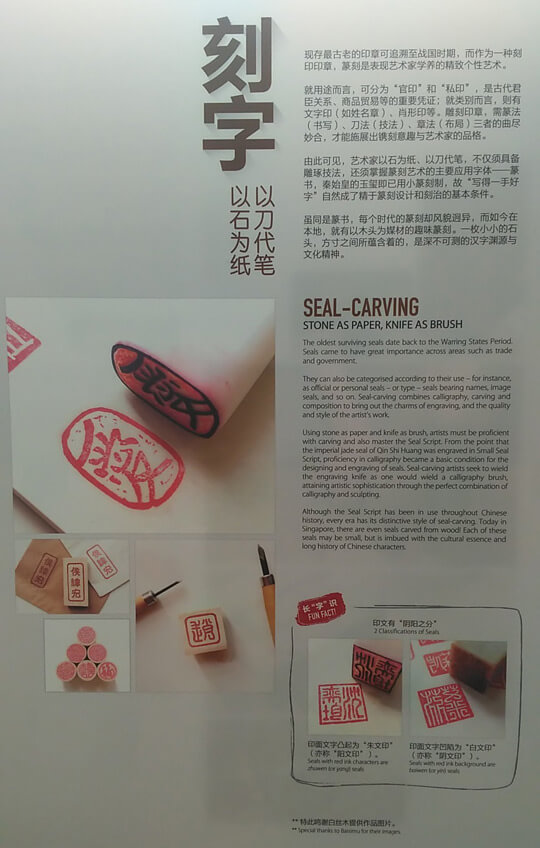 刻字
以刀代笔
以石为纸
现存最古老的印章可追溯至战国时期，而作为一种刻
印印章，篆刻是表现艺术家学养的精致个性艺术。
就用途而言，可分为“官印”和“私印”，是古代君
臣关系、商品贸易等的重要凭证；就类别而言，则有
文字印（如姓名章）、肖形印等。雕刻印章，需篆法
（书写）、刀法（技法）、章法（布局）三者的曲尽
妙合，才能施展出镌刻意趣与艺术家的品格。
由此可见，艺术家以石为纸、以刀代笔，不仅须具备
雕琢技法，还须掌握篆刻艺术的主要应用字体——篆
书，秦始皇的玉玺即已用小篆刻制，故“写得一手好
字”自然成了精于篆刻设计和刻治的基本条件。
虽同是篆书，每个时代的篆刻却风貌迥异，而如今在
本地，就有以木头为媒材的趣味篆刻。一枚小小的石
头，方寸之间所蕴含着的，是深不可测的汉字渊源与
文化精神。
SEAL-CARVING
STONE AS PAPER, KNIFE AS BRUSH
The oldest surviving seals date back to the Warring States Period.
Seals came to have great importance across areas such as trade
and government.
They can also be categorised according to their use – for instance,
as official or personal seals – or type – seals bearing names, image
seals, and so on. Seal-carving combines calligraphy, carving and
composition to bring out the charms of engraving, and the quality
and style of the artist's work.
Using stone as paper and knife as brush, artists must be proficient
with carving and also master the Seal Script. From the point that
the imperial jade seal of Qin Shi Huang was engraved in Small Seal
Script, proficiency in calligraphy became a basic condition for the
designing and engraving of seals. Seal-carving artists seek to wield
the engraving knife as one would wield a calligraphy brush,
attaining artistic sophistication through the perfect combination of
calligraphy and sculpting.
Although the Seal Script has been in use throughout Chinese
history, every era has its distinctive style of seal-carving. Today in
Singapore, there are even seals carved from wood! Each of these
seals may be small, but is imbued with the cultural essence and
long history of Chinese characters.
长“字”识
FUN FACT!
印文有“阴阳之分”
2 Classifications of Seals
印面文字凸起为“朱文印”
（亦称“阳文印”）。
Seals with red ink characters are
zhuwen (or yang) seals
印面文字凹陷为“白文印”
（亦称“阴文印”）。
Seals with red ink background are
baiwen (or yin) seals
** 特此鸣谢白丝木提供作品图片。
** Special thanks to Bansimu for their images.